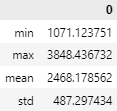 0
min 1071.123751
max 3848.436732
mean 2468.178562
std 487.297434